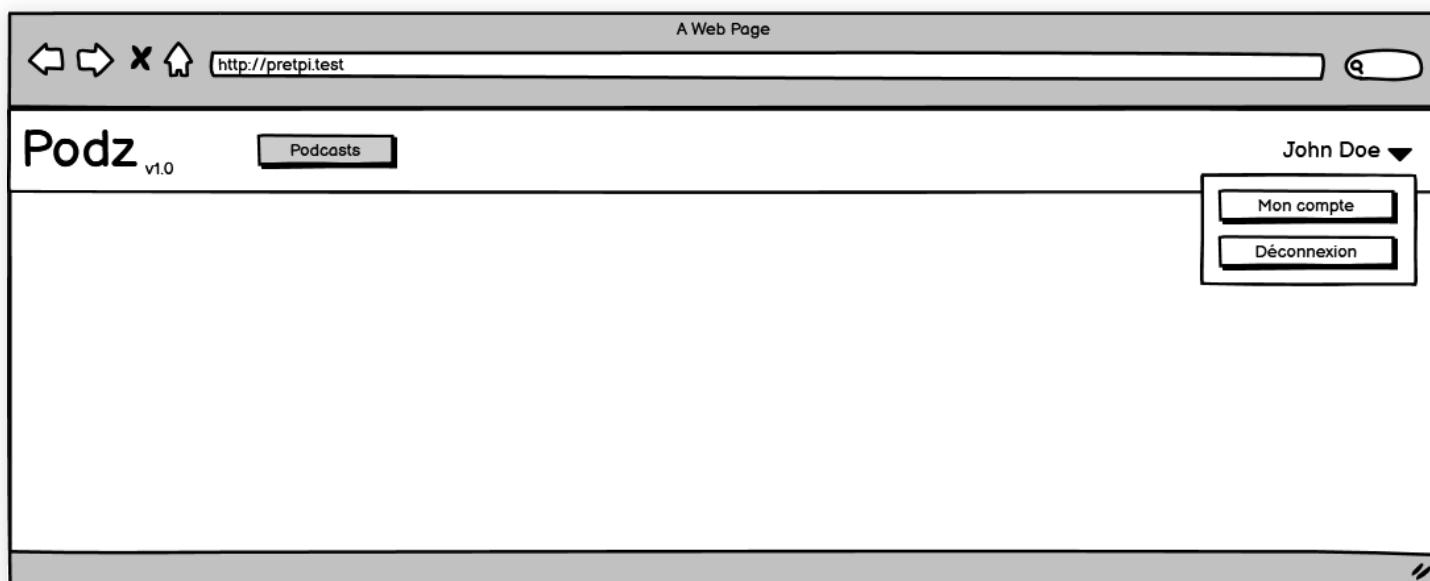 A Web Page
http://pretpi.test
Podz v1.0
Podcasts
John Doe
Mon compte
Déconnexion